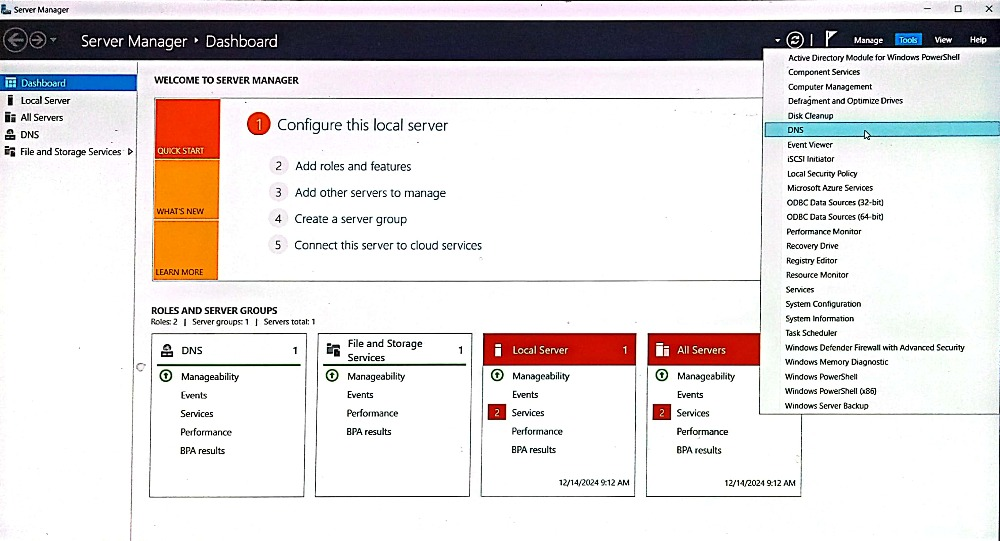 Server Manager
Server Manager ‣ Dashboard
Manage Tools View Help
Dashboard
Local Server
All Servers
DNS
File and Storage Services
WELCOME TO SERVER MANAGER
QUICK START
WHAT'S NEW
LEARN MORE
1 Configure this local server
2 Add roles and features
3 Add other servers to manage
4 Create a server group
5 Connect this server to cloud services
ROLES AND SERVER GROUPS
Roles: 2 | Server groups: 1 | Servers total: 1
DNS 1
Manageability
Events
Services
Performance
BPA results
File and Storage
Services 1
Manageability
Events
Performance
BPA results
Local Server 1
Manageability
Events
2 Services
Performance
BPA results
12/14/2024 9:12 AM
All Servers
Manageability
Events
2 Services
Performance
BPA results
12/14/2024 9:12 AM
Active Directory Module for Windows PowerShell
Component Services
Computer Management
Defragment and Optimize Drives
Disk Cleanup
DNS
Event Viewer
iSCSI Initiator
Local Security Policy
Microsoft Azure Services
ODBC Data Sources (32-bit)
ODBC Data Sources (64-bit)
Performance Monitor
Recovery Drive
Registry Editor
Resource Monitor
Services
System Configuration
System Information
Task Scheduler
Windows Defender Firewall with Advanced Security
Windows Memory Diagnostic
Windows PowerShell
Windows PowerShell (x86)
Windows Server Backup